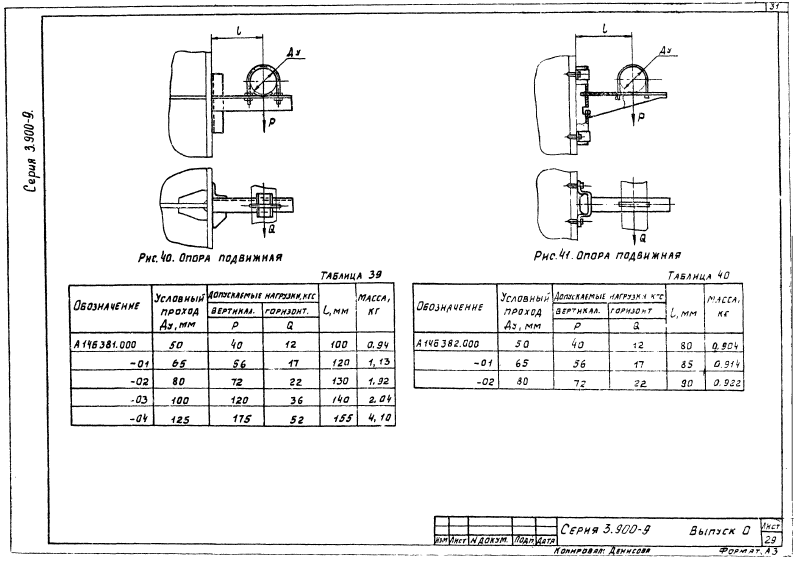 31
Серия 3.900-9.
L
Ду
Р
Q
Рис.40. Опора подвижная
L
Ду
Р
Q
Рис.41. Опора подвижная
Таблица 39
Обозначение | Условный проход Ду, мм | Допускаемые нагрузки, кгс | L, мм | Масса, кг
вертикал. Р | горизонт. Q
А14Б381.000 | 50 | 40 | 12 | 100 | 0.94
-01 | 65 | 56 | 17 | 120 | 1,13
-02 | 80 | 72 | 22 | 130 | 1,92
-03 | 100 | 120 | 36 | 140 | 2.04
-04 | 125 | 175 | 52 | 155 | 4,10
Таблица 40
Обозначение | Условный проход Ду, мм | Допускаемые нагрузки кгс | L, мм | Масса, кг
вертикал. Р | горизонт Q
А14Б382.000 | 50 | 40 | 12 | 80 | 0.904
-01 | 65 | 56 | 17 | 85 | 0.914
-02 | 80 | 72 | 22 | 90 | 0.922
Изм Лист N докум. Подп. Дата
Серия 3.900-9 Выпуск 0
Лист
29
Копировал: Денисова Формат. А3